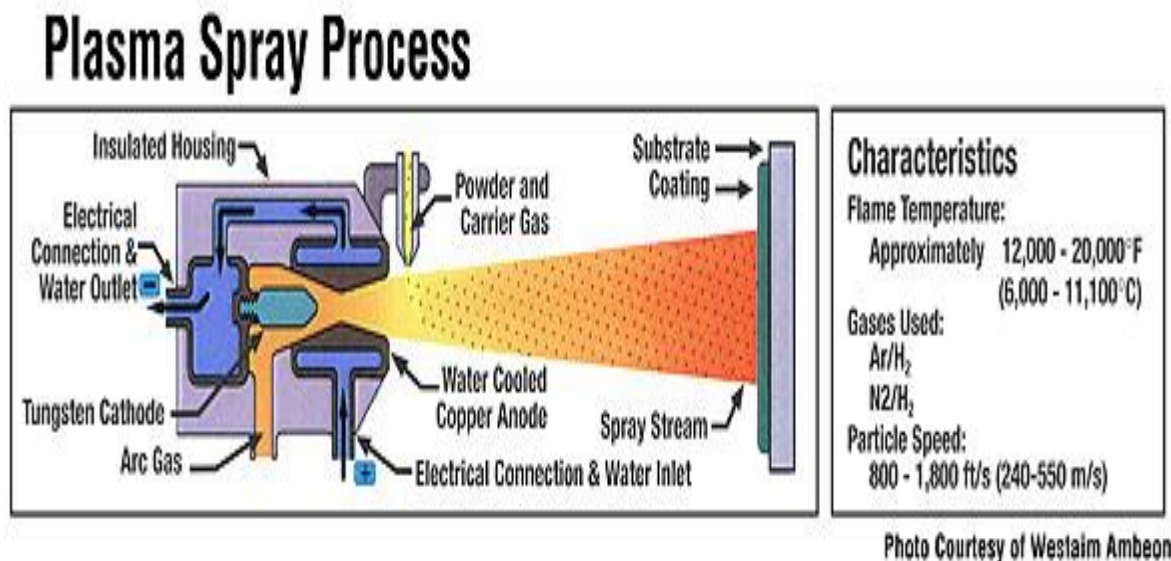 Plasma Spray Process
Insulated Housing
Electrical
Connection &
Water Outlet
-
Tungsten Cathode
Arc Gas
Powder and
Carrier Gas
Water Cooled
Copper Anode
+
Electrical Connection & Water Inlet
Spray Stream
Substrate
Coating
Characteristics
Flame Temperature:
Approximately 12,000 - 20,000°F
(6,000 - 11,100°C)
Gases Used:
Ar/H₂
N2/H₂
Particle Speed:
800 - 1,800 ft/s (240-550 m/s)
Photo Courtesy of Westaim Ambeon